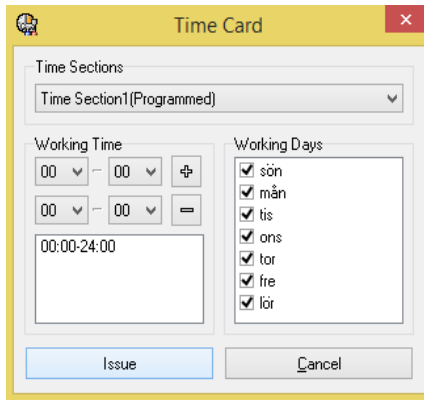 Time Card
Time Sections
Time Section1(Programmed)
Working Time
00 - 00 +
00 - 00 -
00:00-24:00
Working Days
sön
mån
tis
ons
tor
fre
lör
Issue
Cancel